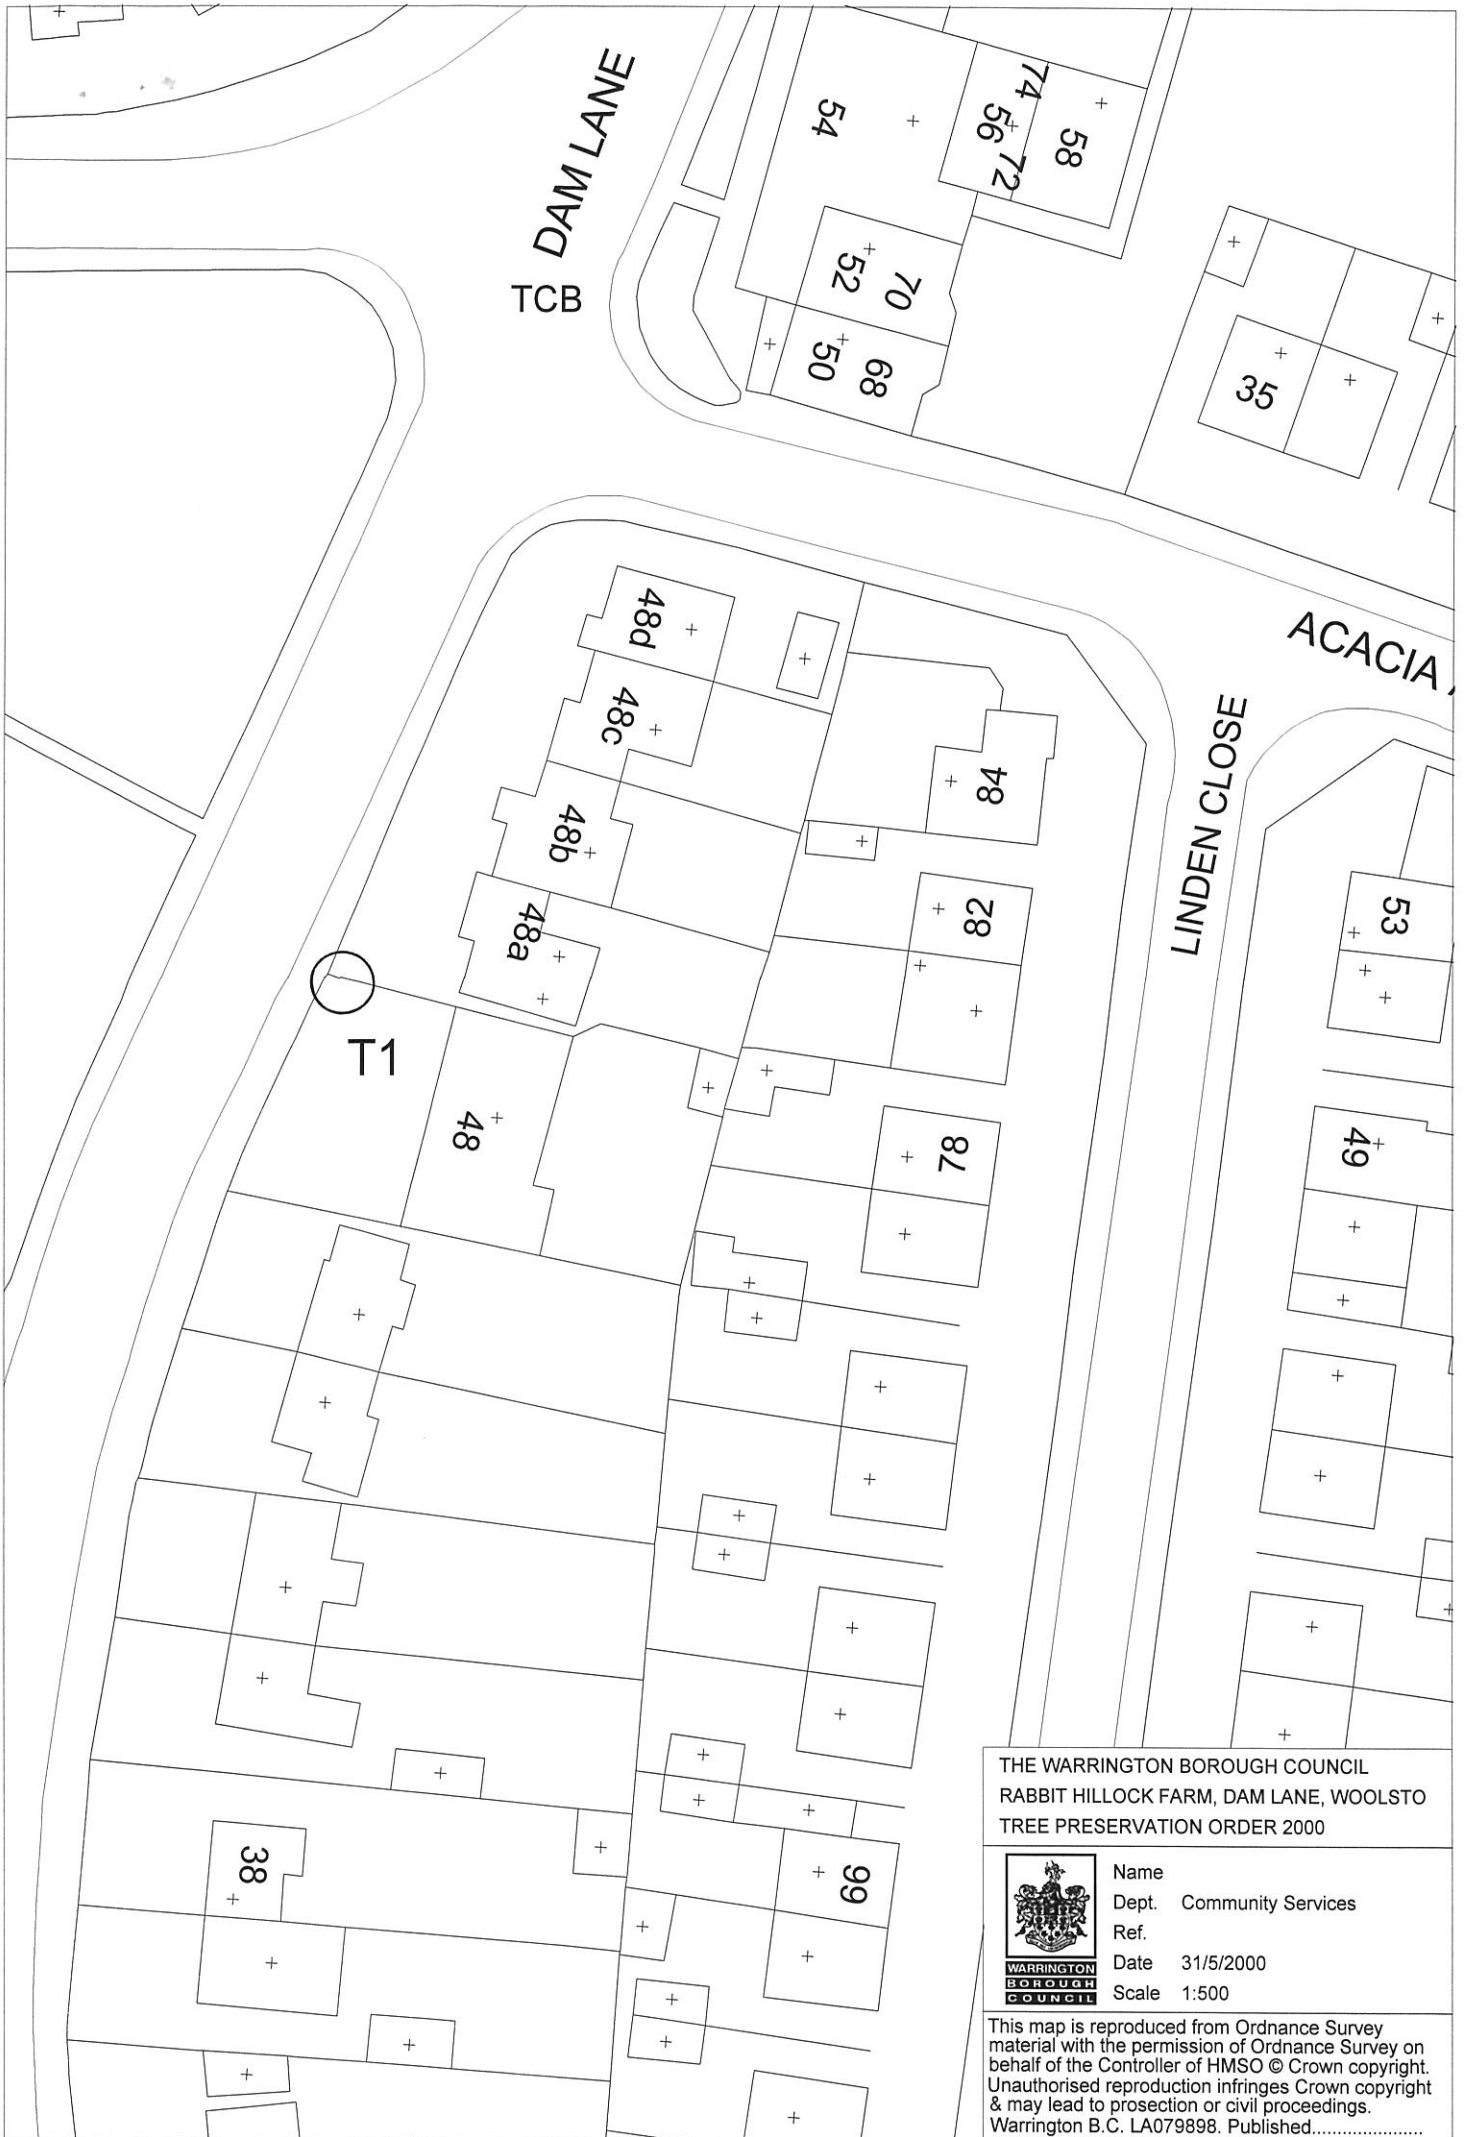 DAM LANE
TCB
54
74
56
72
58
52
70
50
68
35
ACACIA
48d
48c
48b
48a
84
LINDEN CLOSE
82
53
T1
48
78
49
38
99
THE WARRINGTON BOROUGH COUNCIL
RABBIT HILLOCK FARM, DAM LANE, WOOLSTO
TREE PRESERVATION ORDER 2000
Name
Dept. Community Services
Ref.
Date 31/5/2000
Scale 1:500
WARRINGTON
BOROUGH
COUNCIL
This map is reproduced from Ordnance Survey
material with the permission of Ordnance Survey on
behalf of the Controller of HMSO © Crown copyright.
Unauthorised reproduction infringes Crown copyright
& may lead to prosection or civil proceedings.
Warrington B.C. LA079898. Published......................